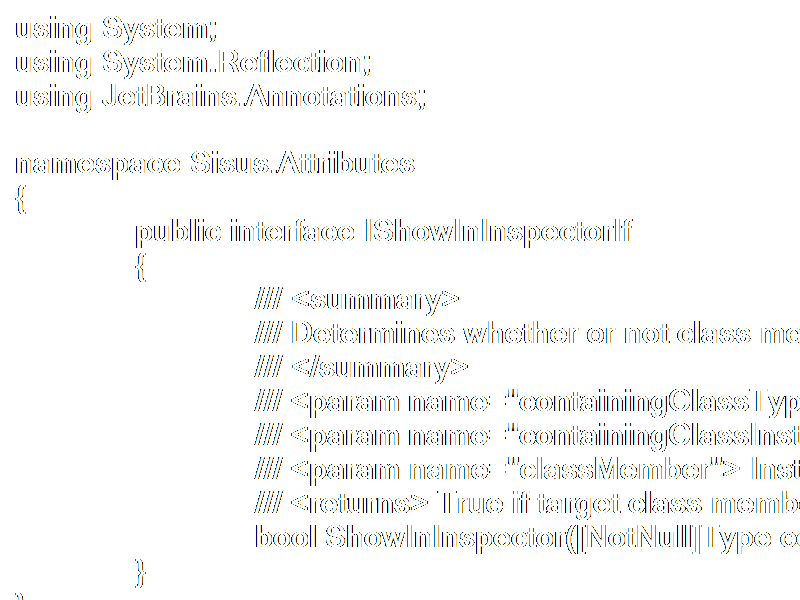 using System;
using System.Reflection;
using JetBrains.Annotations;
namespace Sisus.Attributes
{
public interface IShowInInspectorIf
{
/// <summary>
/// Determines whether or not class me
/// </summary>
/// <param name="containingClassTyp
/// <param name="containingClassInst
/// <param name="classMember"> Inst
/// <returns> True if target class membe
bool ShowInInspector([NotNull]Type co
}
}